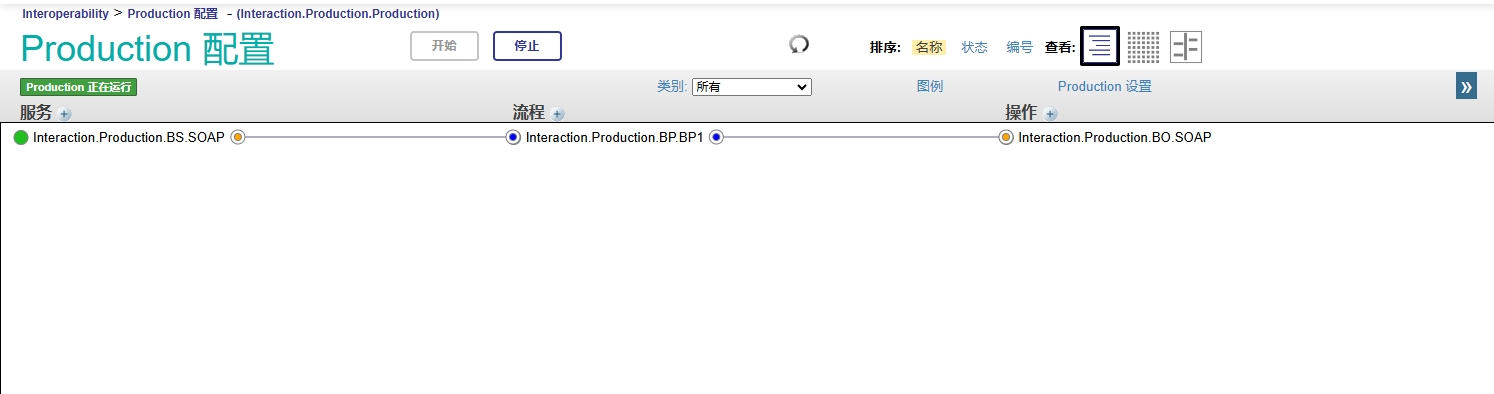 Interoperability > Production 配置 - (Interaction.Production.Production)
Production 配置 开始 停止 排序: 名称 状态 编号 查看:
Production 正在运行 类别: 所有 图例 Production 设置 »
服务 + 流程 + 操作 +
Interaction.Production.BS.SOAP Interaction.Production.BP.BP1 Interaction.Production.BO.SOAP